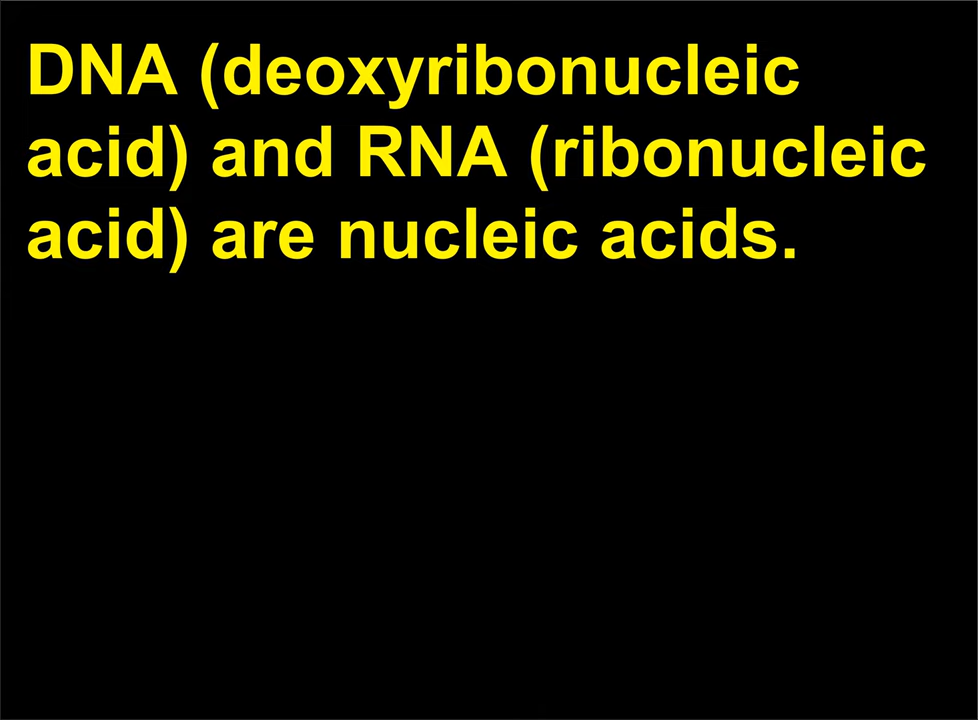 DNA (deoxyribonucleic
acid) and RNA (ribonucleic
acid) are nucleic acids.